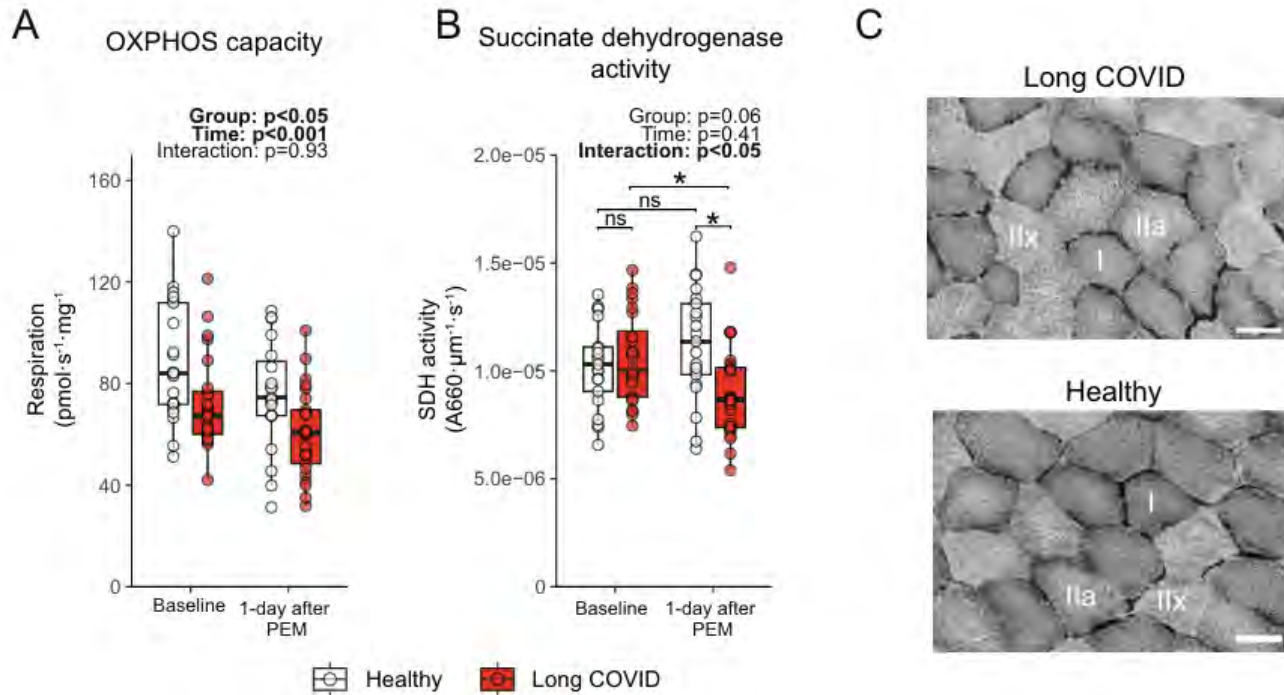 A
OXPHOS capacity
Group: p<0.05
Time: p<0.001
Interaction: p=0.93
160
120
80
40
0
Respiration
(pmol·s⁻¹·mg⁻¹)
Baseline
1-day after
PEM
B
Succinate dehydrogenase
activity
Group: p=0.06
Time: p=0.41
Interaction: p<0.05
2.0e−05
1.5e−05
1.0e−05
5.0e−06
0
SDH activity
(A660·μm⁻¹·s⁻¹)
*
ns
ns
*
Baseline
1-day after
PEM
Healthy
Long COVID
C
Long COVID
IIx
IIa
I
Healthy
I
IIa
IIx